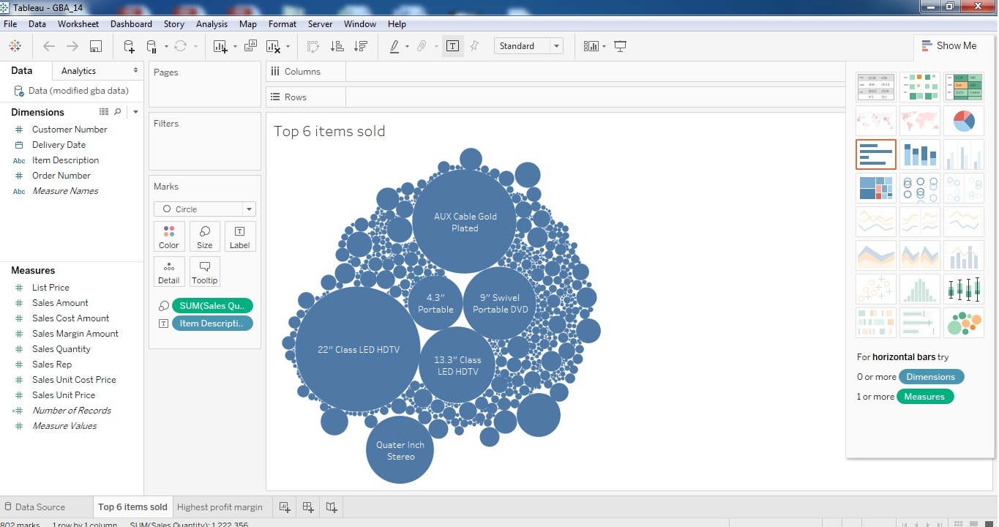 Tableau - GBA_14
File Data Worksheet Dashboard Story Analysis Map Format Server Window Help
Standard
Show Me
Data Analytics
Data (modified gba data)
Dimensions
Customer Number
Delivery Date
Abc Item Description
Order Number
Abc Measure Names
Measures
List Price
Sales Amount
Sales Cost Amount
Sales Margin Amount
Sales Quantity
Sales Rep
Sales Unit Cost Price
Sales Unit Price
Number of Records
Measure Values
Pages
Filters
Marks
Circle
Color Size Label
Detail Tooltip
SUM(Sales Qu..
Item Descripti..
Columns
Rows
Top 6 items sold
AUX Cable Gold
Plated
4.3" 
Portable
9" Swivel
Portable DVD
22" Class LED HDTV
13.3" Class
LED HDTV
Quater Inch
Stereo
For horizontal bars try
0 or more Dimensions
1 or more Measures
Data Source Top 6 items sold Highest profit margin
802 marks 1 row by 1 column SUM(Sales Quantity): 1,222,356